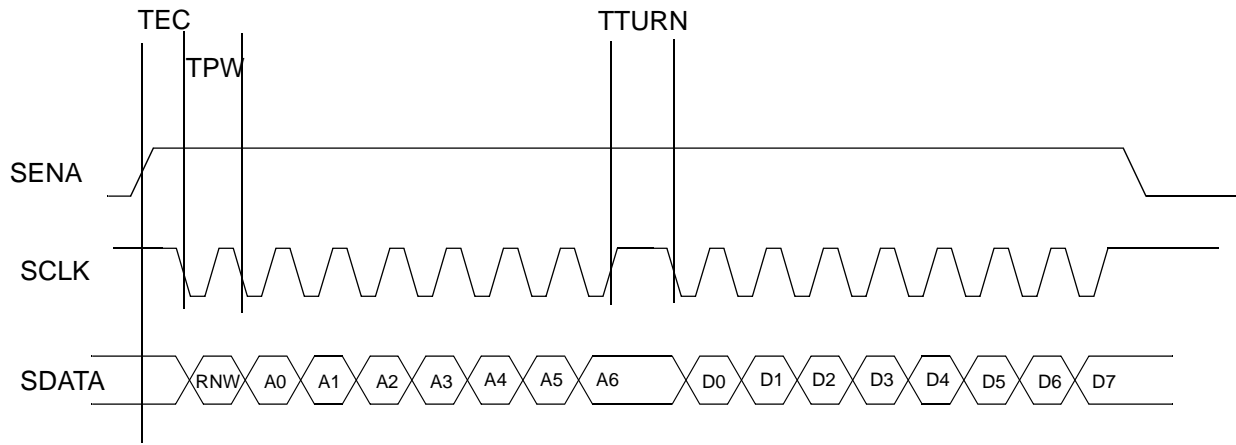 TEC TTURN
TPW
SENA
SCLK
SDATA RNW A0 A1 A2 A3 A4 A5 A6 D0 D1 D2 D3 D4 D5 D6 D7